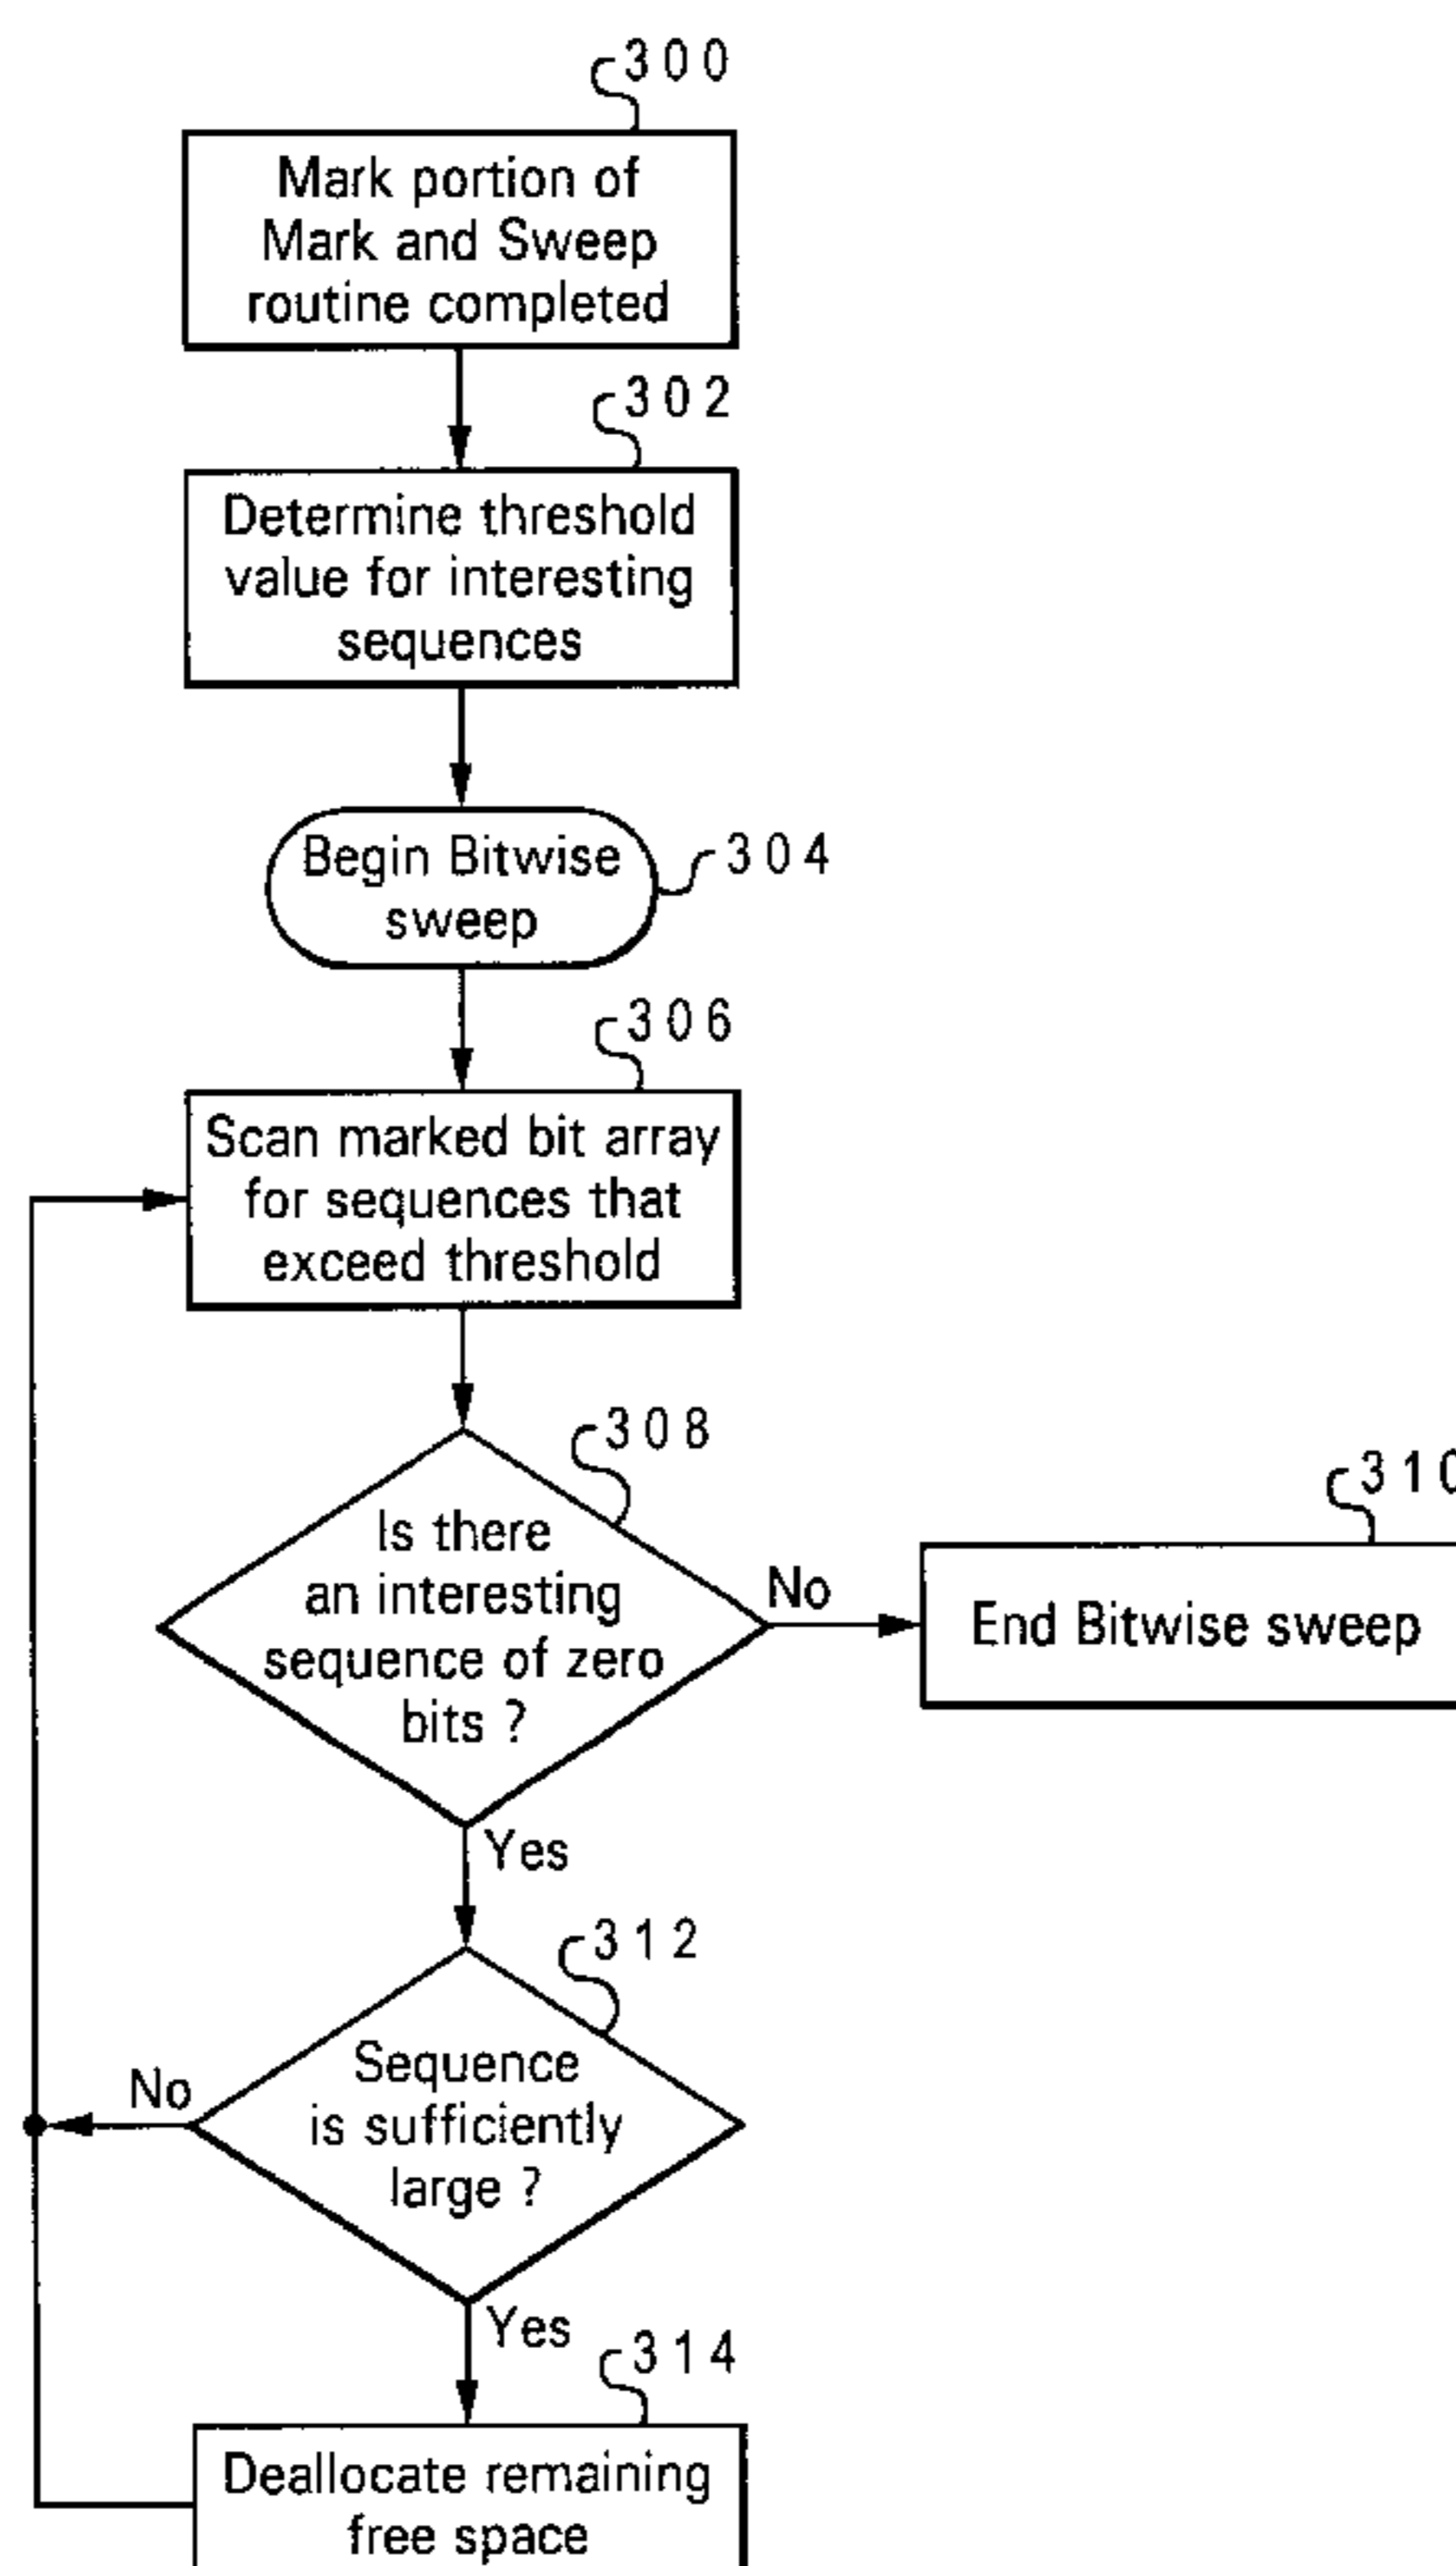 300
Mark portion of
Mark and Sweep
routine completed
302
Determine threshold
value for interesting
sequences
Begin Bitwise
sweep
304
306
Scan marked bit array
for sequences that
exceed threshold
308
Is there
an interesting
sequence of zero
bits ?
No
310
End Bitwise sweep
Yes
312
Sequence
is sufficiently
large ?
No
Yes
314
Deallocate remaining
free space